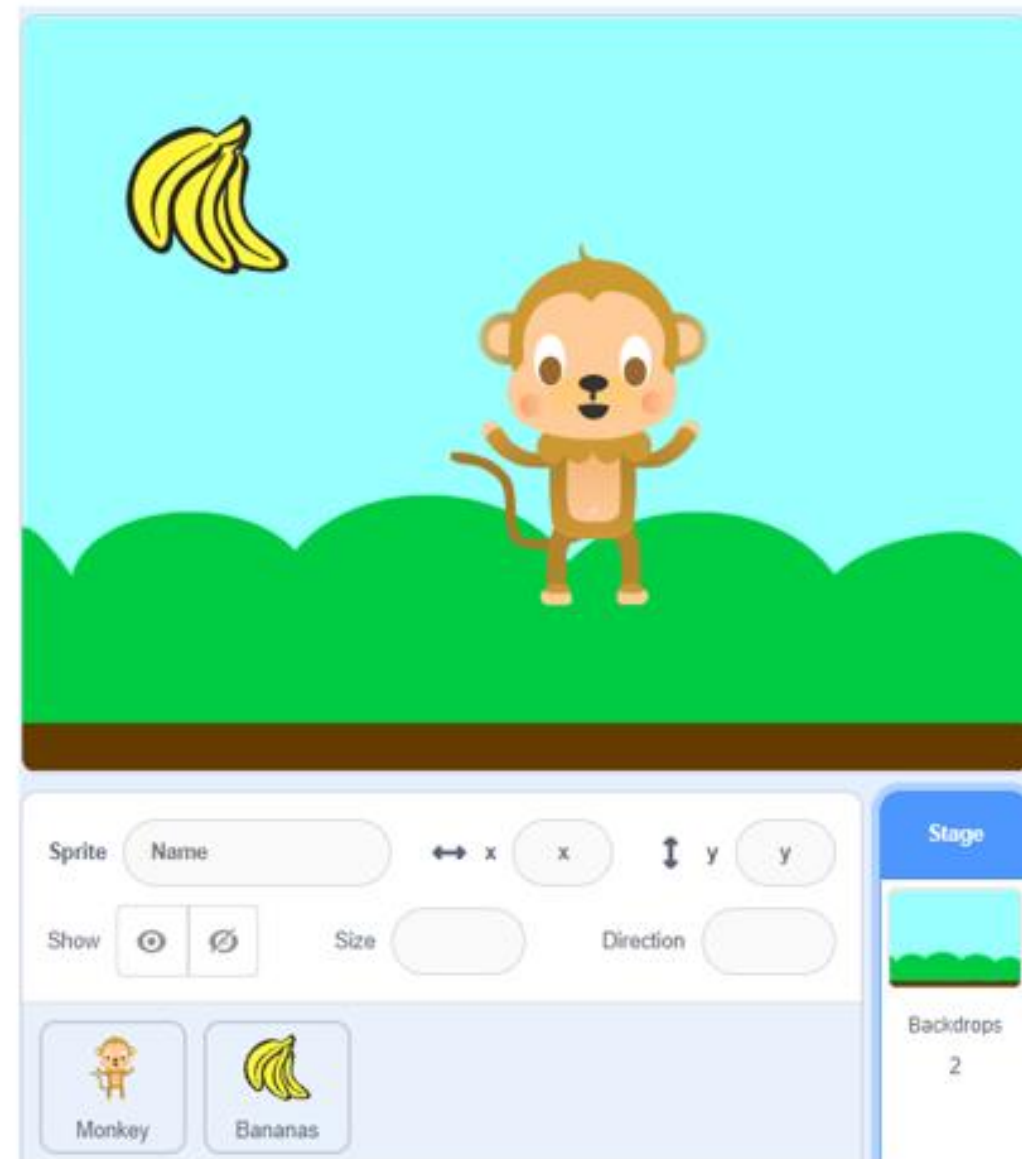 Sprite Name x x y y
Stage
Show Size Direction
Backdrops
2
Monkey Bananas